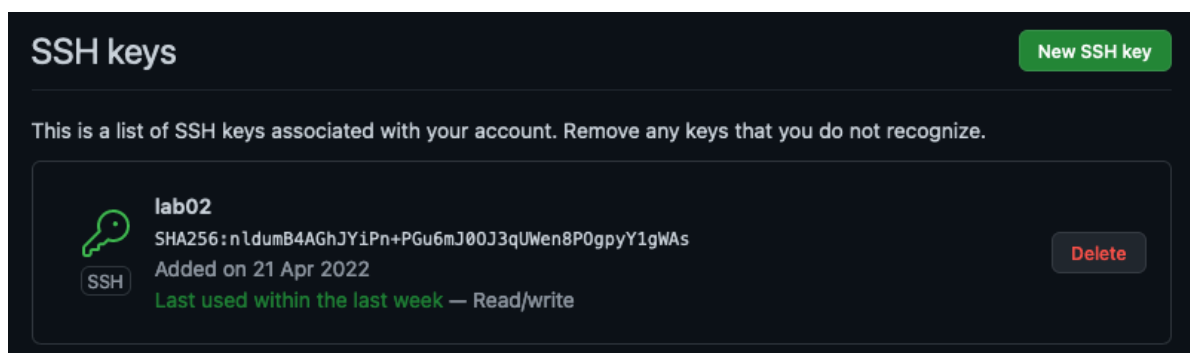 SSH keys
New SSH key
This is a list of SSH keys associated with your account. Remove any keys that you do not recognize.
lab02
SHA256:nldumB4AGhJYiPn+PGu6mJ0OJ3qUWen8POgpyY1gWAs
SSH
Added on 21 Apr 2022
Last used within the last week — Read/write
Delete